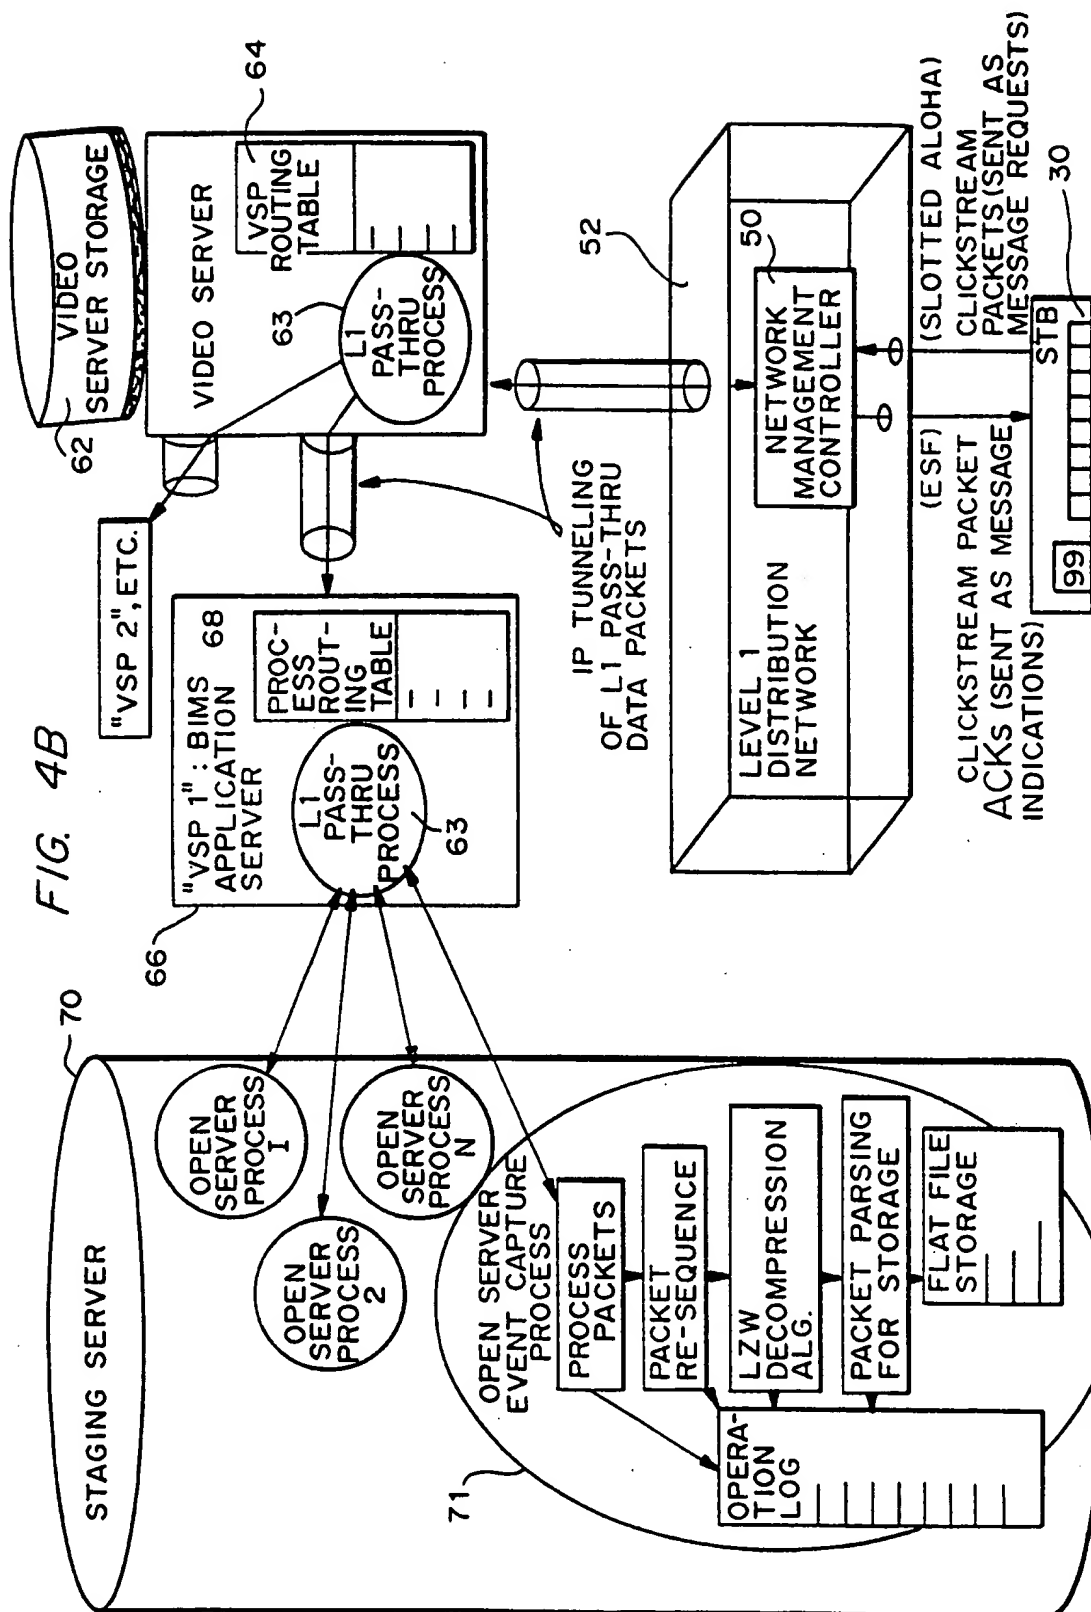 FIG. 4B
70
STAGING SERVER
OPEN
SERVER
PROCESS
I
OPEN
SERVER
PROCESS
2
OPEN
SERVER
PROCESS
N
71
OPEN SERVER
EVENT CAPTURE
PROCESS
PROCESS
PACKETS
PACKET
RE-SEQUENCE
LZW
DECOMPRESSION
ALG.
PACKET PARSING
FOR STORAGE
FLAT FILE
STORAGE
OPERA-
TION
LOG
66
"VSP 1" : BIMS
APPLICATION
SERVER
68
L1
PASS-
THRU
PROCESS
63
PROC-
ESS
ROUT-
ING
TABLE
"VSP 2", ETC.
62
VIDEO
SERVER STORAGE
VIDEO SERVER
64
VSP
ROUTING
TABLE
63
L1
PASS-
THRU
PROCESS
IP TUNNELING
OF L1 PASS-THRU
DATA PACKETS
52
LEVEL 1
DISTRIBUTION
NETWORK
50
NETWORK
MANAGEMENT
CONTROLLER
(ESF)
CLICKSTREAM PACKET
ACKs (SENT AS MESSAGE
INDICATIONS)
(SLOTTED ALOHA)
CLICKSTREAM
PACKETS (SENT AS
MESSAGE REQUESTS)
STB
30
99